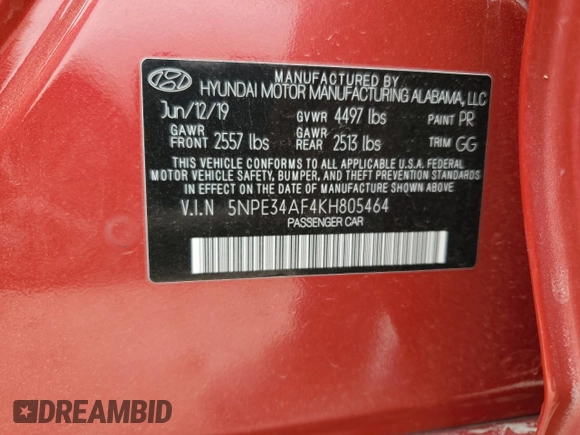 MANUFACTURED BY
HYUNDAI MOTOR MANUFACTURING ALABAMA, LLC
Jun/12/19 GVWR 4497 lbs PAINT PR
GAWR FRONT 2557 lbs GAWR REAR 2513 lbs TRIM GG
THIS VEHICLE CONFORMS TO ALL APPLICABLE U.S.A. FEDERAL
MOTOR VEHICLE SAFETY, BUMPER, AND THEFT PREVENTION STANDARDS
IN EFFECT ON THE DATE OF MANUFACTURE SHOWN ABOVE.
V.I.N 5NPE34AF4KH805464
PASSENGER CAR
DREAMBID